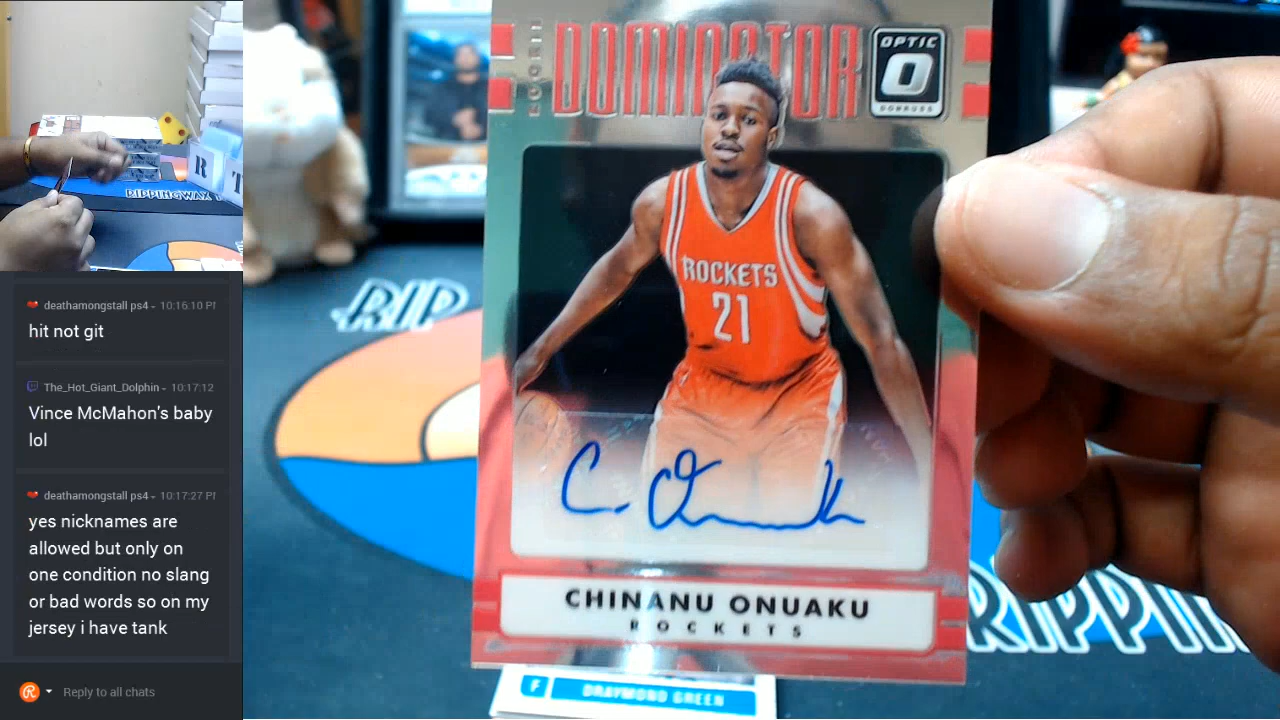 RIPPINGWAX
R
T
deathamongstall ps4 - 10:16:10 P
hit not git
The_Hot_Giant_Dolphin - 10:17:12
Vince McMahon's baby
lol
deathamongstall ps4 - 10:17:27 P
yes nicknames are
allowed but only on
one condition no slang
or bad words so on my
jersey i have tank
Reply to all chats
ROOKIE
DOMINATOR
OPTIC
O
DONRUSS
ROCKETS
21
C. Onuaku
CHINANU ONUAKU
ROCKETS
RIP
RIPPIN
F DRAYMOND GREEN